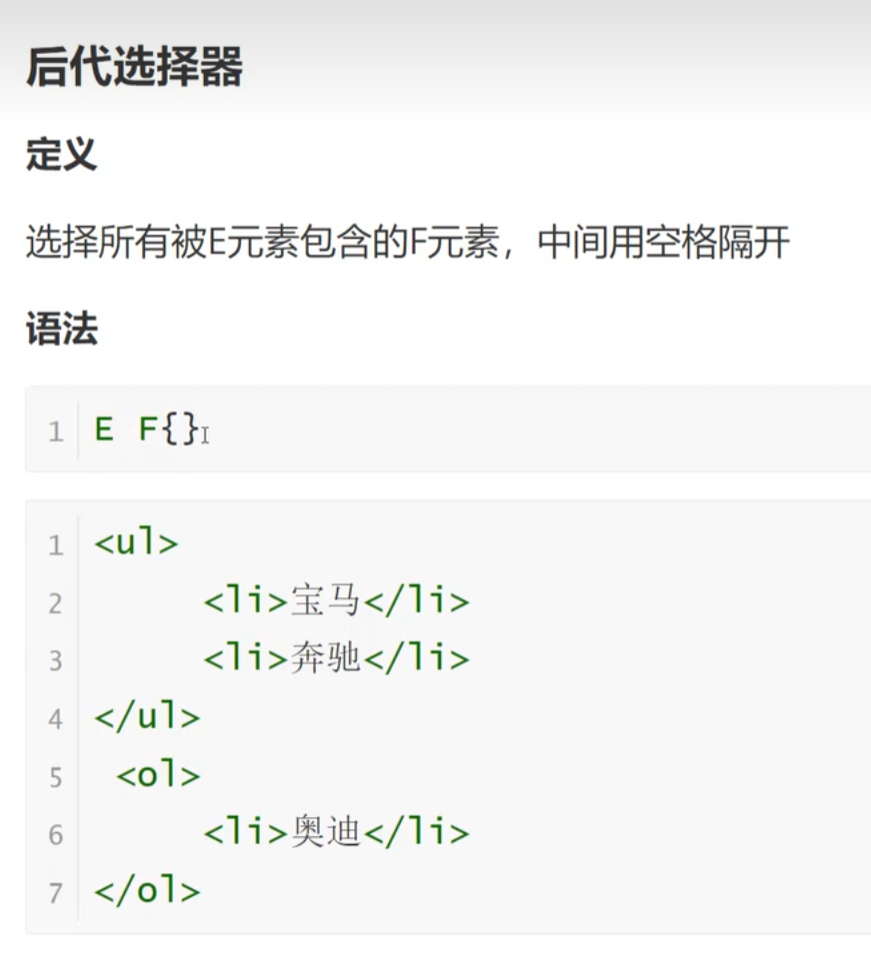 后代选择器
定义
选择所有被E元素包含的F元素，中间用空格隔开
语法
1 E F{}
1 <ul>
2 <li>宝马</li>
3 <li>奔驰</li>
4 </ul>
5 <ol>
6 <li>奥迪</li>
7 </ol>